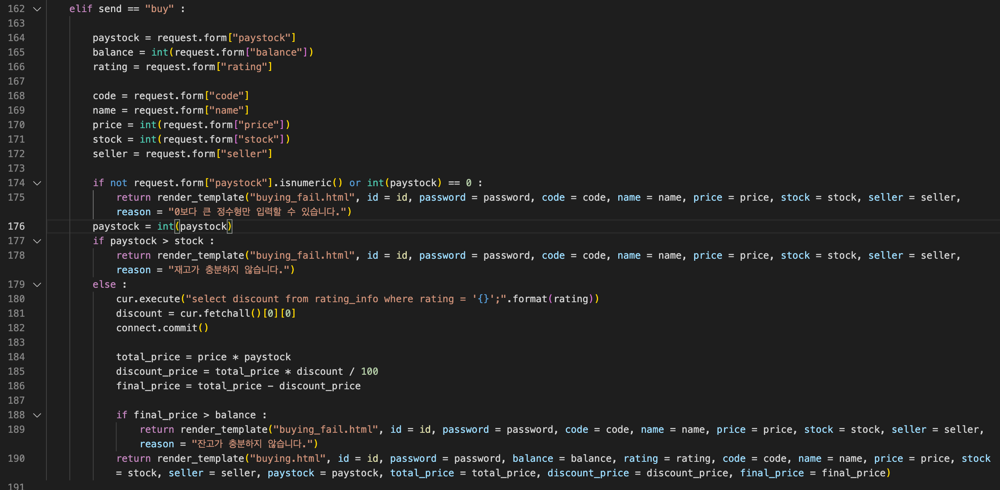 162 elif send == "buy" :
163
164 paystock = request.form["paystock"]
165 balance = int(request.form["balance"])
166 rating = request.form["rating"]
167
168 code = request.form["code"]
169 name = request.form["name"]
170 price = int(request.form["price"])
171 stock = int(request.form["stock"])
172 seller = request.form["seller"]
173
174 if not request.form["paystock"].isnumeric() or int(paystock) == 0 :
175 return render_template("buying_fail.html", id = id, password = password, code = code, name = name, price = price, stock = stock, seller = seller,
reason = "0보다 큰 정수형만 입력할 수 있습니다.")
176 paystock = int(paystock)
177 if paystock > stock :
178 return render_template("buying_fail.html", id = id, password = password, code = code, name = name, price = price, stock = stock, seller = seller,
reason = "재고가 충분하지 않습니다.")
179 else :
180 cur.execute("select discount from rating_info where rating = '{}';".format(rating))
181 discount = cur.fetchall()[0][0]
182 connect.commit()
183
184 total_price = price * paystock
185 discount_price = total_price * discount / 100
186 final_price = total_price - discount_price
187
188 if final_price > balance :
189 return render_template("buying_fail.html", id = id, password = password, code = code, name = name, price = price, stock = stock, seller = seller,
reason = "잔고가 충분하지 않습니다.")
190 return render_template("buying.html", id = id, password = password, balance = balance, rating = rating, code = code, name = name, price = price, stock
= stock, seller = seller, paystock = paystock, total_price = total_price, discount_price = discount_price, final_price = final_price)
191